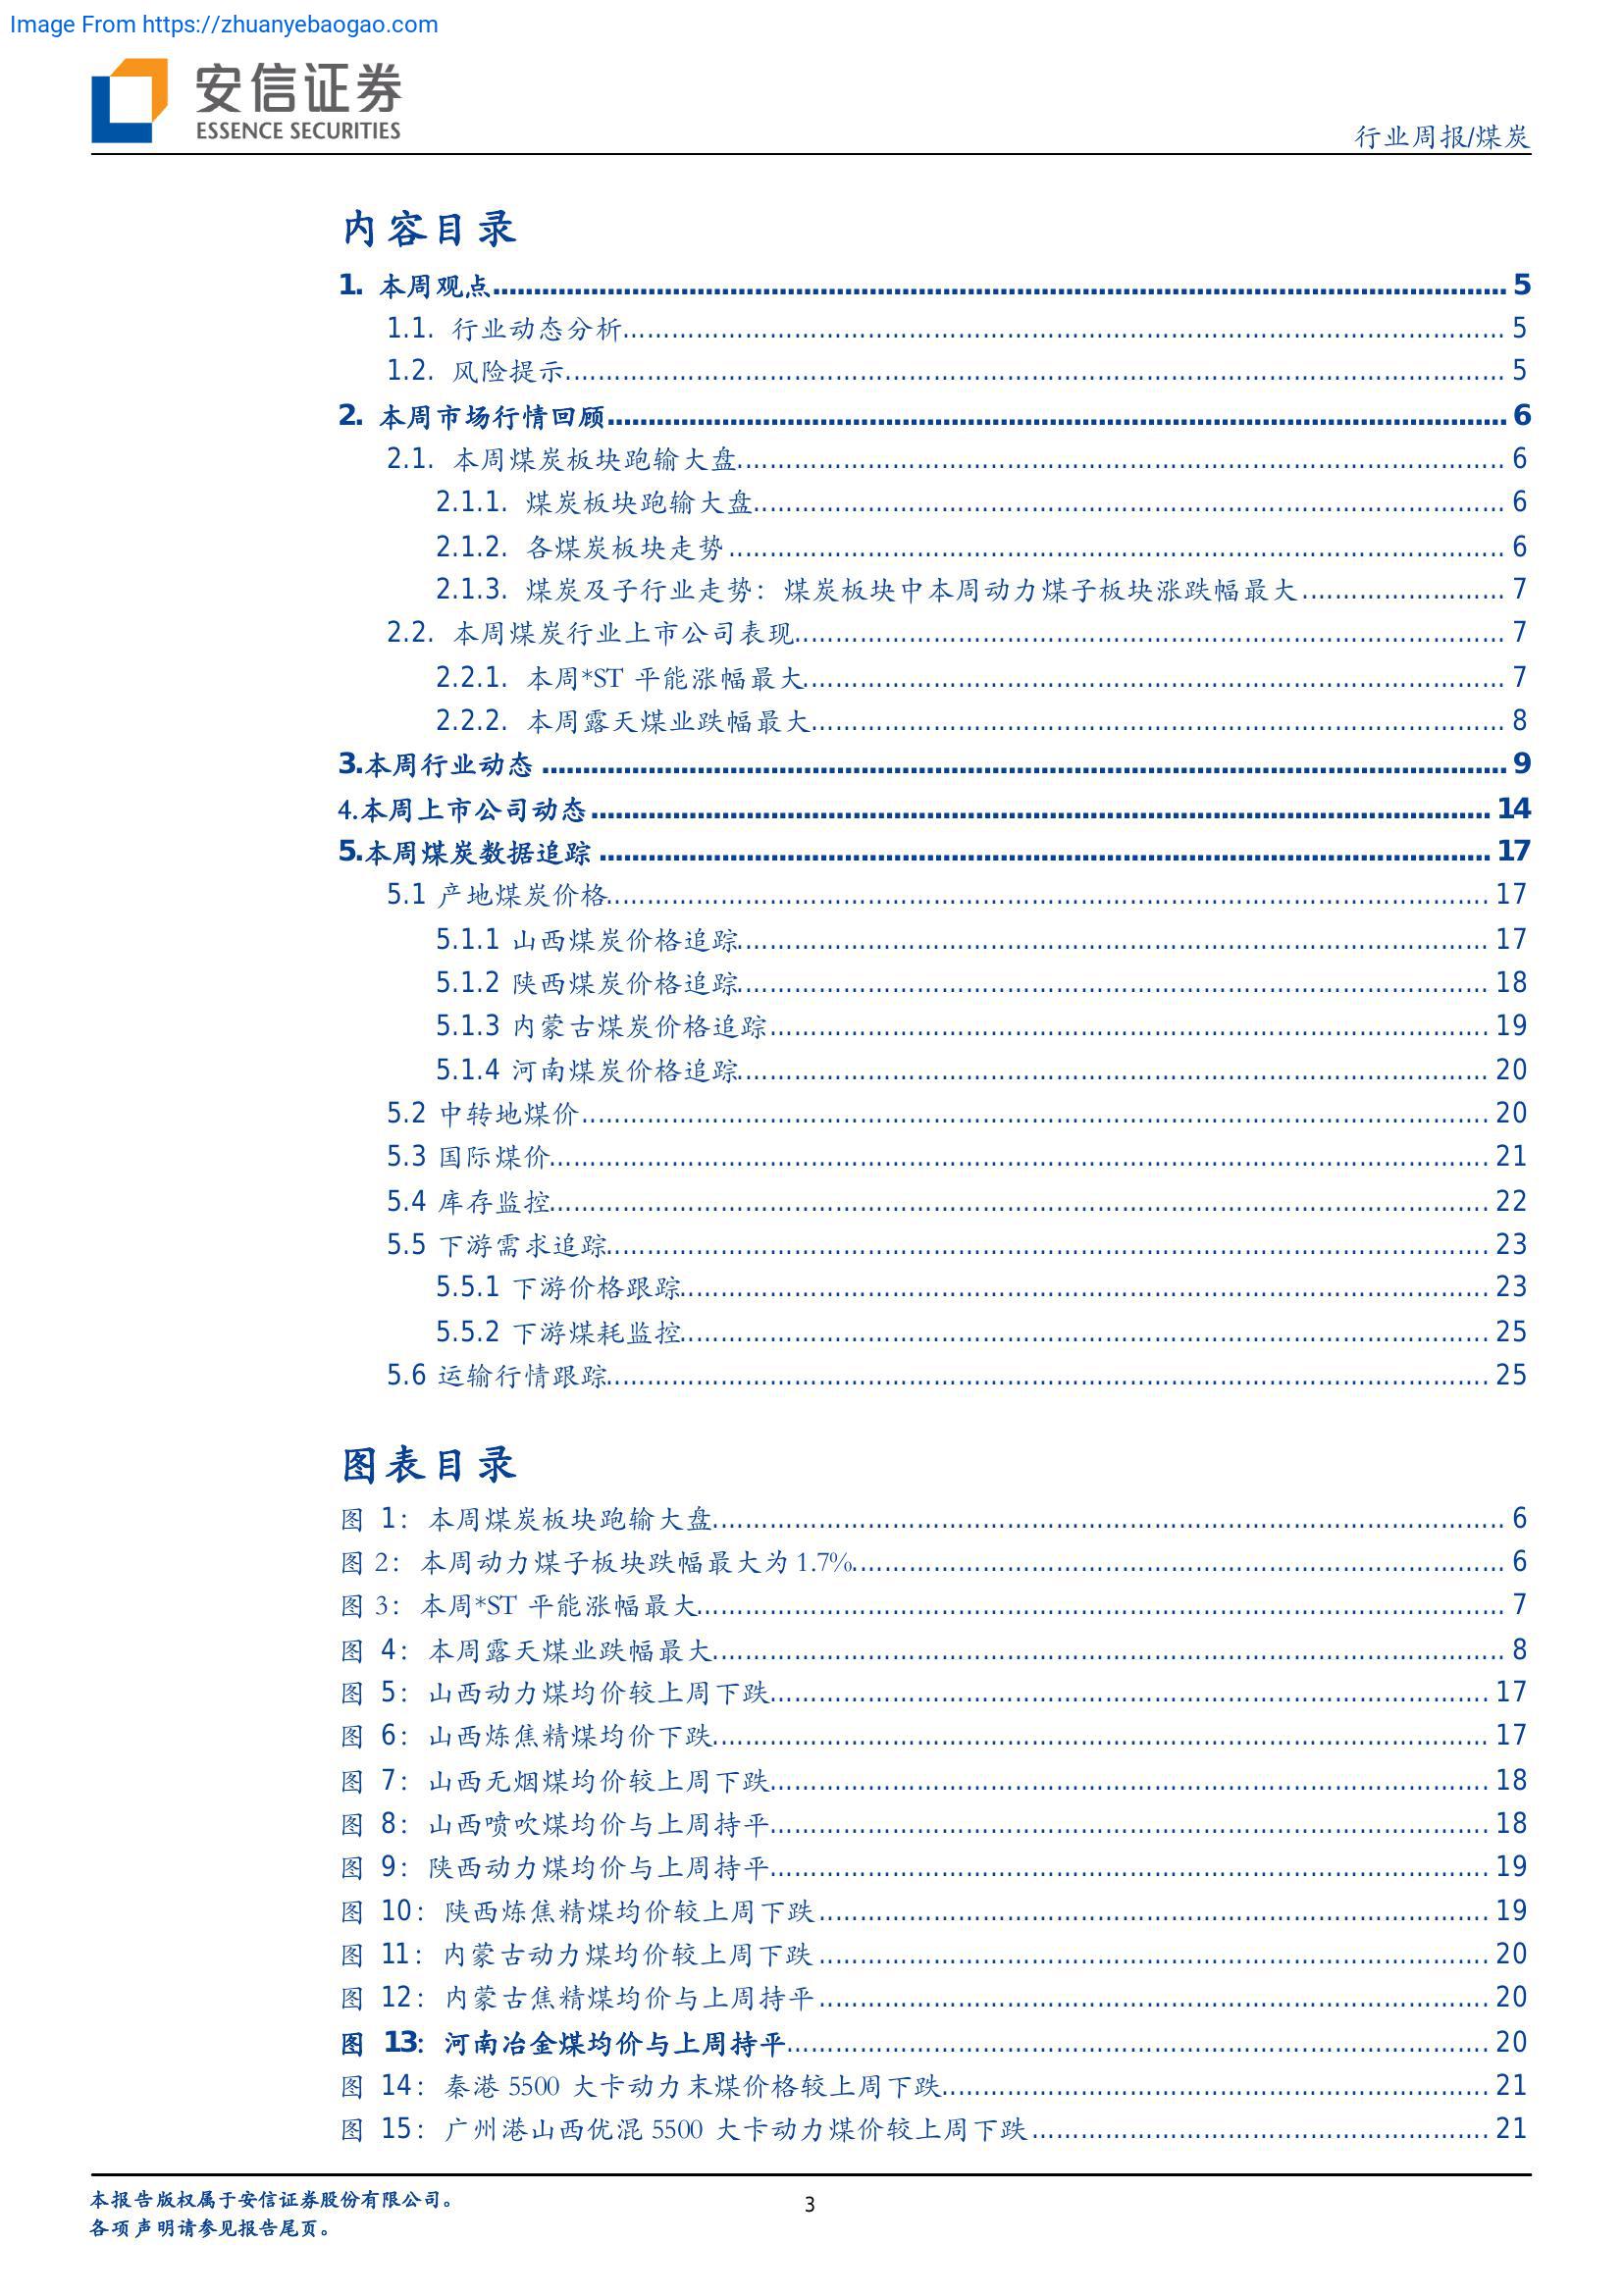 Image From https://zhuanyebaogao.com
安信证券
ESSENCE SECURITIES
行业周报/煤炭
内容目录
1. 本周观点 5
1.1. 行业动态分析 5
1.2. 风险提示 5
2. 本周市场行情回顾 6
2.1. 本周煤炭板块跑输大盘 6
2.1.1. 煤炭板块跑输大盘 6
2.1.2. 各煤炭板块走势 6
2.1.3. 煤炭及子行业走势：煤炭板块中本周动力煤子板块涨跌幅最大 7
2.2. 本周煤炭行业上市公司表现 7
2.2.1. 本周*ST 平能涨幅最大 7
2.2.2. 本周露天煤业跌幅最大 8
3.本周行业动态 9
4.本周上市公司动态 14
5.本周煤炭数据追踪 17
5.1 产地煤炭价格 17
5.1.1 山西煤炭价格追踪 17
5.1.2 陕西煤炭价格追踪 18
5.1.3 内蒙古煤炭价格追踪 19
5.1.4 河南煤炭价格追踪 20
5.2 中转地煤价 20
5.3 国际煤价 21
5.4 库存监控 22
5.5 下游需求追踪 23
5.5.1 下游价格跟踪 23
5.5.2 下游煤耗监控 25
5.6 运输行情跟踪 25
图表目录
图 1：本周煤炭板块跑输大盘 6
图 2：本周动力煤子板块跌幅最大为 1.7% 6
图 3：本周*ST 平能涨幅最大 7
图 4：本周露天煤业跌幅最大 8
图 5：山西动力煤均价较上周下跌 17
图 6：山西炼焦精煤均价下跌 17
图 7：山西无烟煤均价较上周下跌 18
图 8：山西喷吹煤均价与上周持平 18
图 9：陕西动力煤均价与上周持平 19
图 10：陕西炼焦精煤均价较上周下跌 19
图 11：内蒙古动力煤均价较上周下跌 20
图 12：内蒙古焦精煤均价与上周持平 20
图 13：河南冶金煤均价与上周持平 20
图 14：秦港 5500 大卡动力末煤价格较上周下跌 21
图 15：广州港山西优混 5500 大卡动力煤价较上周下跌 21
本报告版权属于安信证券股份有限公司。
各项声明请参见报告尾页。
3